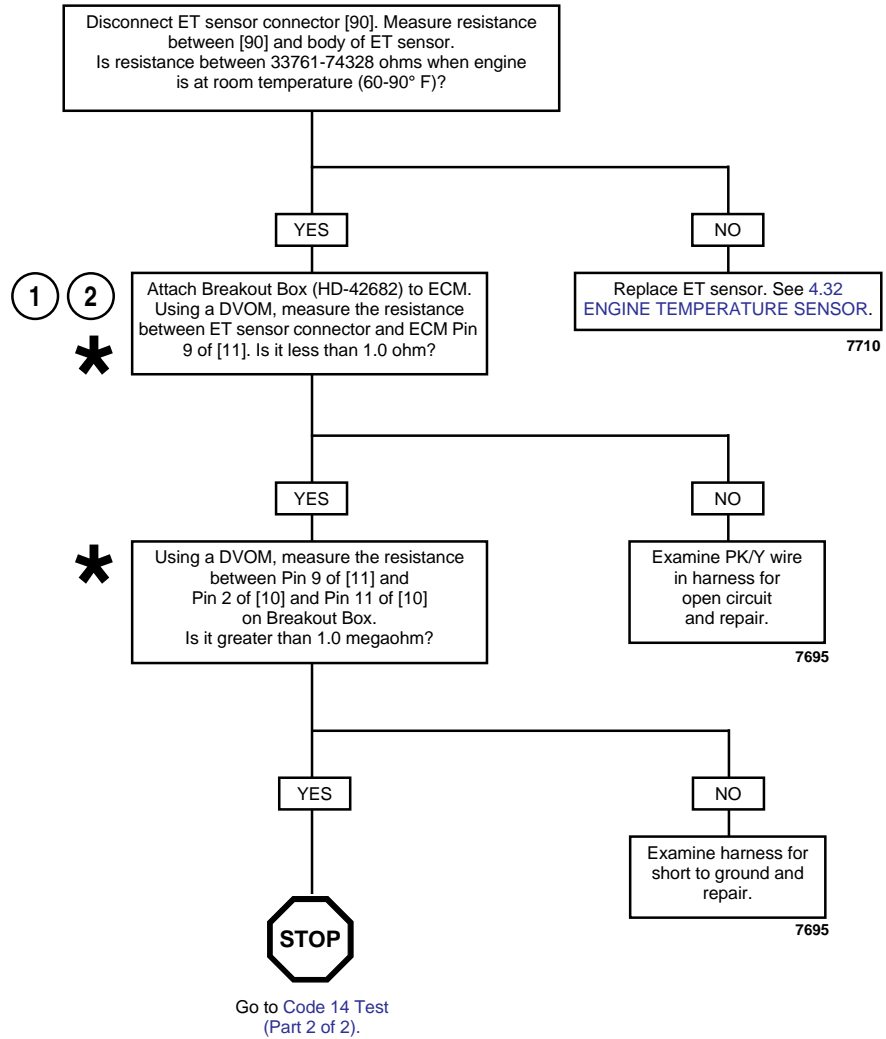 Disconnect ET sensor connector [90]. Measure resistance
between [90] and body of ET sensor.
Is resistance between 33761-74328 ohms when engine
is at room temperature (60-90° F)?
YES
NO
1
2
*
Attach Breakout Box (HD-42682) to ECM.
Using a DVOM, measure the resistance
between ET sensor connector and ECM Pin
9 of [11]. Is it less than 1.0 ohm?
Replace ET sensor. See 4.32
ENGINE TEMPERATURE SENSOR.
7710
YES
NO
*
Using a DVOM, measure the resistance
between Pin 9 of [11] and
Pin 2 of [10] and Pin 11 of [10]
on Breakout Box.
Is it greater than 1.0 megaohm?
Examine PK/Y wire
in harness for
open circuit
and repair.
7695
YES
NO
Examine harness for
short to ground and
repair.
7695
STOP
Go to Code 14 Test
(Part 2 of 2).